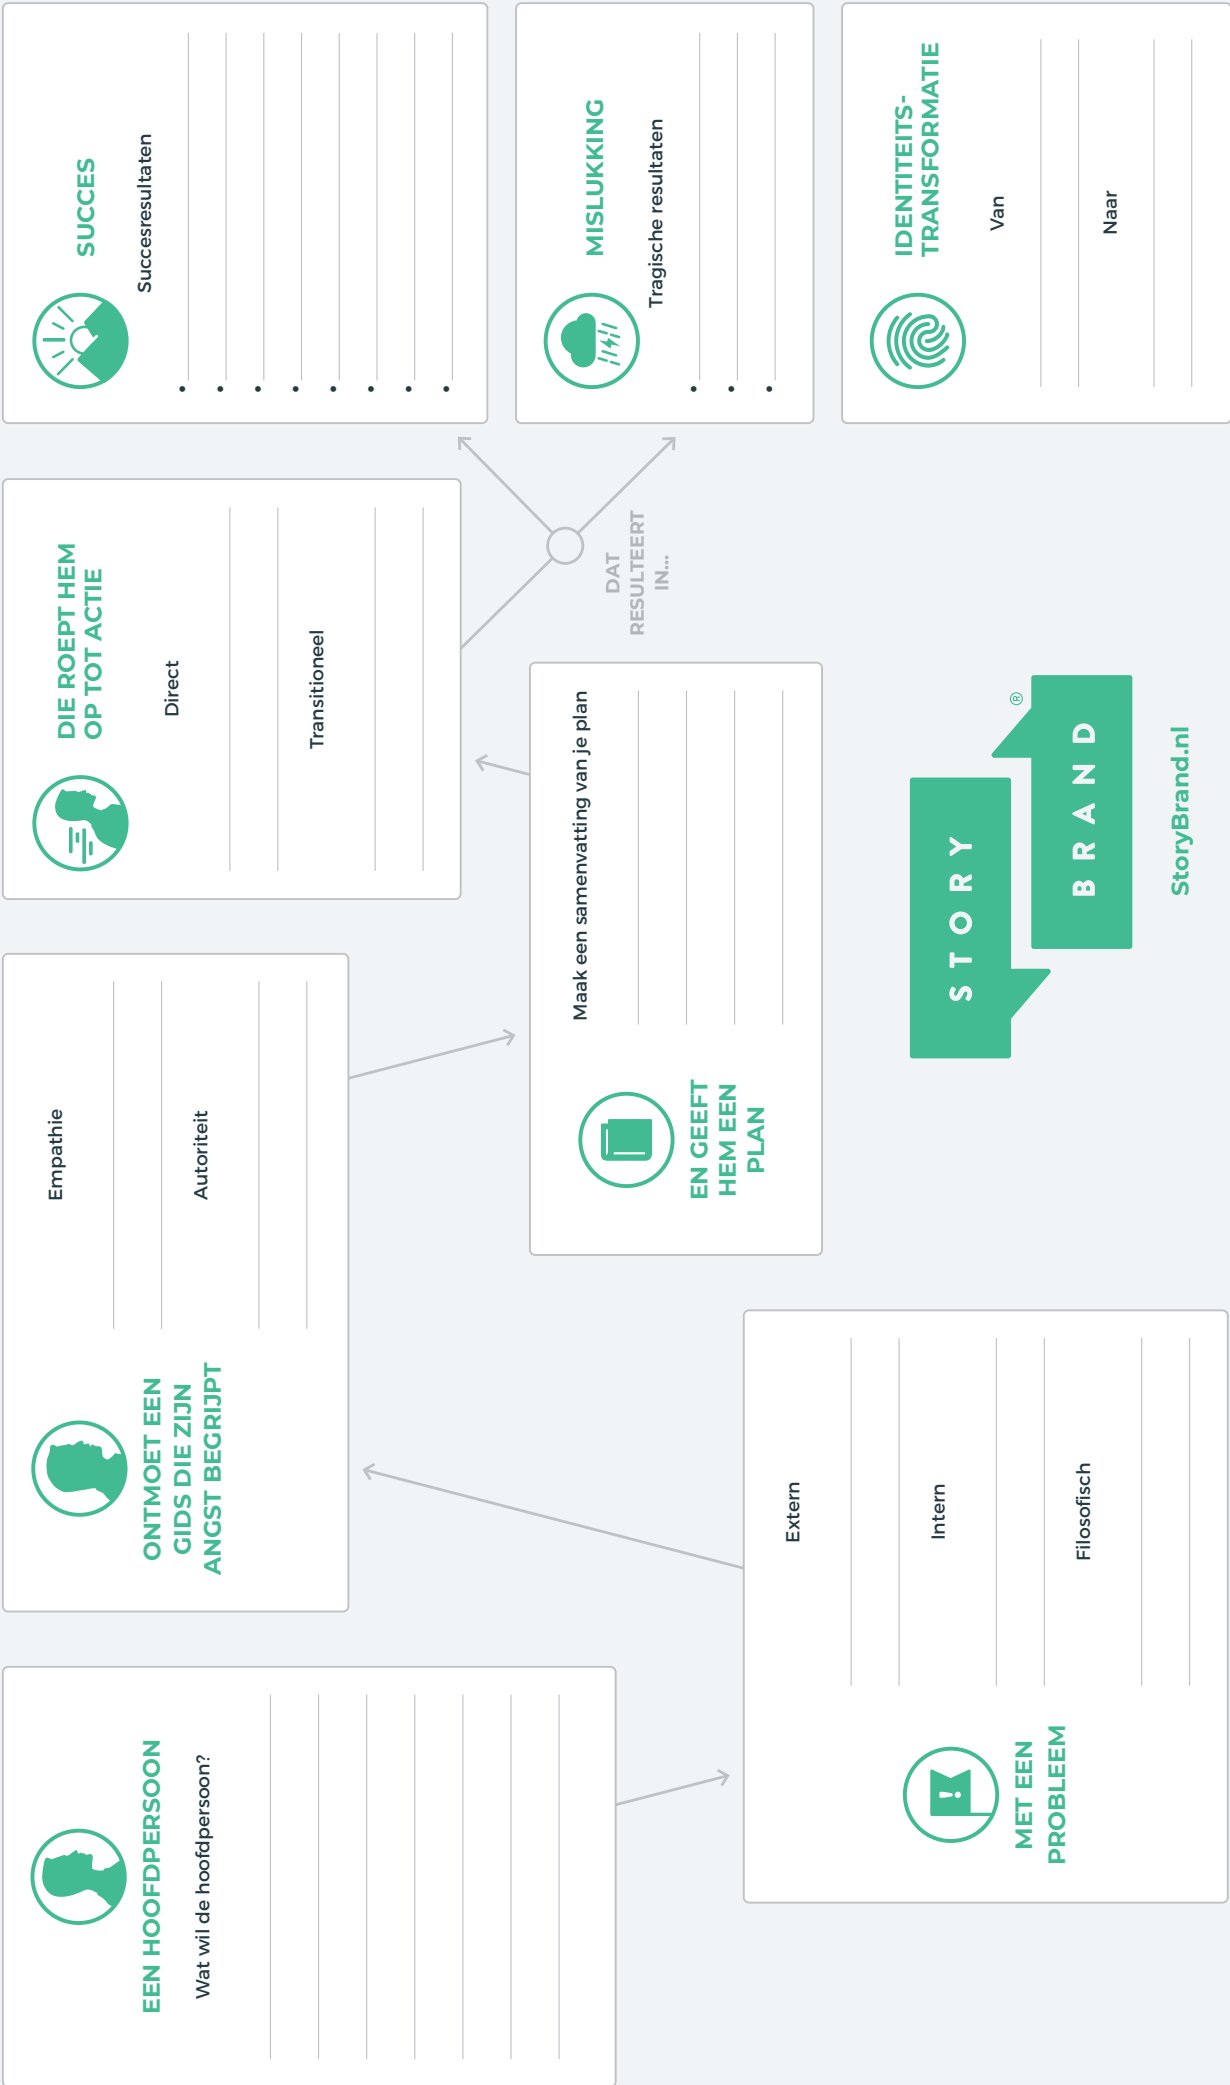 EEN HOOFDPERSOON
Wat wil de hoofdpersoon?
MET EEN
PROBLEEM
Extern
Intern
Filosofisch
ONTMOET EEN
GIDS DIE ZIJN
ANGST BEGRIJPT
Empathie
Autoriteit
EN GEEFT
HEM EEN
PLAN
Maak een samenvatting van je plan
DIE ROEPT HEM
OP TOT ACTIE
Direct
Transitioneel
DAT
RESULTEERT
IN...
SUCCES
Succesresultaten
MISLUKKING
Tragische resultaten
IDENTITEITS-
TRANSFORMATIE
Van
Naar
STORY
BRAND
®
StoryBrand.nl